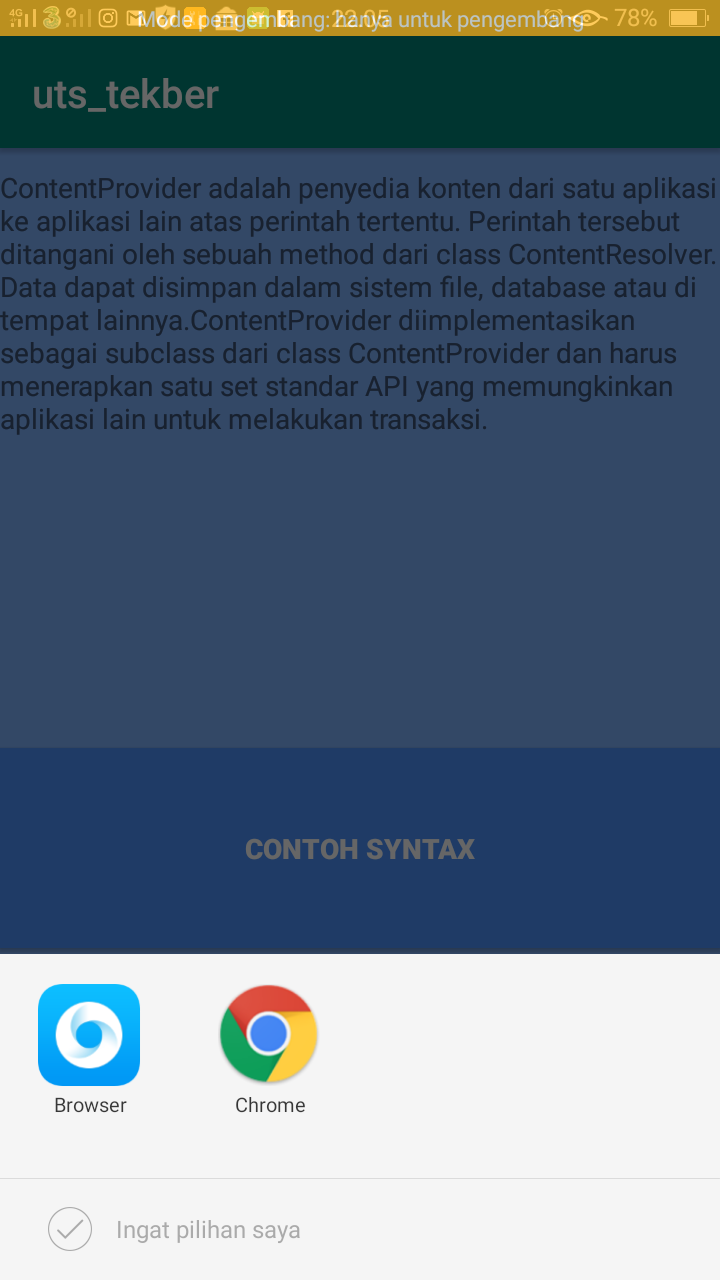 4G
Mode pengembang: hanya untuk pengembang
22.05
78%
uts_tekber
ContentProvider adalah penyedia konten dari satu aplikasi
ke aplikasi lain atas perintah tertentu. Perintah tersebut
ditangani oleh sebuah method dari class ContentResolver.
Data dapat disimpan dalam sistem file, database atau di
tempat lainnya.ContentProvider diimplementasikan
sebagai subclass dari class ContentProvider dan harus
menerapkan satu set standar API yang memungkinkan
aplikasi lain untuk melakukan transaksi.
CONTOH SYNTAX
Browser
Chrome
Ingat pilihan saya